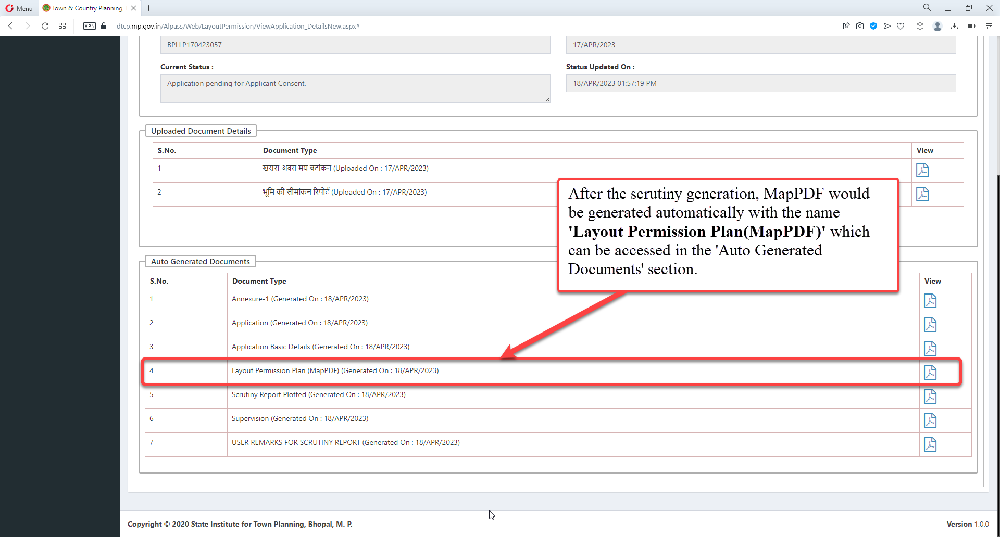 Menu
Town & Country Planning,
VPN
dtcp.mp.gov.in/Alpass/Web/LayoutPermission/ViewApplication_DetailsNew.aspx#
BPLLP170423057
17/APR/2023
Current Status :
Status Updated On :
Application pending for Applicant Consent.
18/APR/2023 01:57:19 PM
Uploaded Document Details
S.No. Document Type View
1 खसरा अक्स मय बटांकन (Uploaded On : 17/APR/2023)
2 भूमि की सीमांकन रिपोर्ट (Uploaded On : 17/APR/2023)
After the scrutiny generation, MapPDF would
be generated automatically with the name
'Layout Permission Plan(MapPDF)' which
can be accessed in the 'Auto Generated
Documents' section.
Auto Generated Documents
S.No. Document Type View
1 Annexure-1 (Generated On : 18/APR/2023)
2 Application (Generated On : 18/APR/2023)
3 Application Basic Details (Generated On : 18/APR/2023)
4 Layout Permission Plan (MapPDF) (Generated On : 18/APR/2023)
5 Scrutiny Report Plotted (Generated On : 18/APR/2023)
6 Supervision (Generated On : 18/APR/2023)
7 USER REMARKS FOR SCRUTINY REPORT (Generated On : 18/APR/2023)
Copyright © 2020 State Institute for Town Planning, Bhopal, M. P.
Version 1.0.0